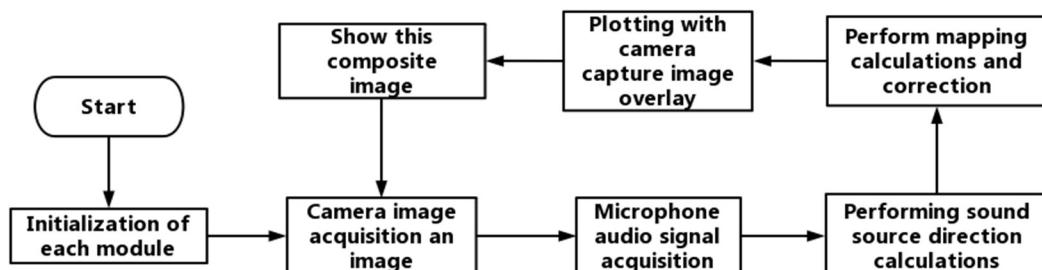 Start
Initialization of
each module
Camera image
acquisition an
image
Microphone
audio signal
acquisition
Performing sound
source direction
calculations
Perform mapping
calculations and
correction
Plotting with
camera
capture image
overlay
Show this
composite
image